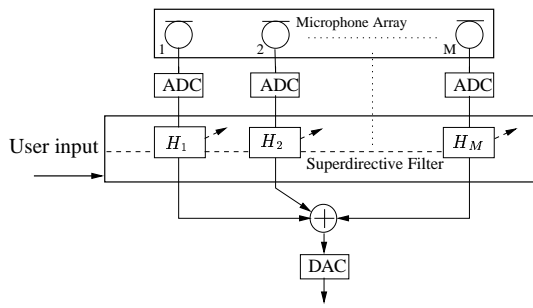 Microphone Array
1 2 M
ADC ADC ADC
H1 H2 HM
User input
Superdirective Filter
+
DAC